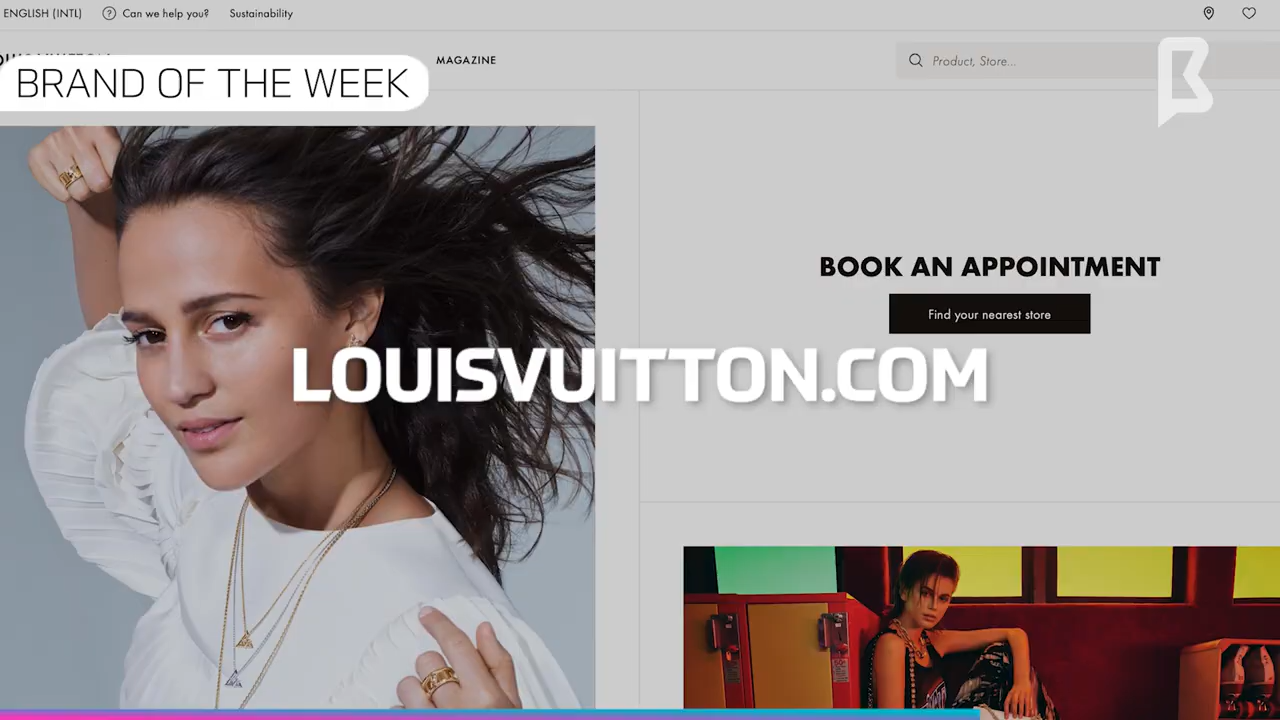 ENGLISH (INTL) Can we help you? Sustainability
MAGAZINE
Product, Store...
BRAND OF THE WEEK
BOOK AN APPOINTMENT
Find your nearest store
LOUISVUITTON.COM